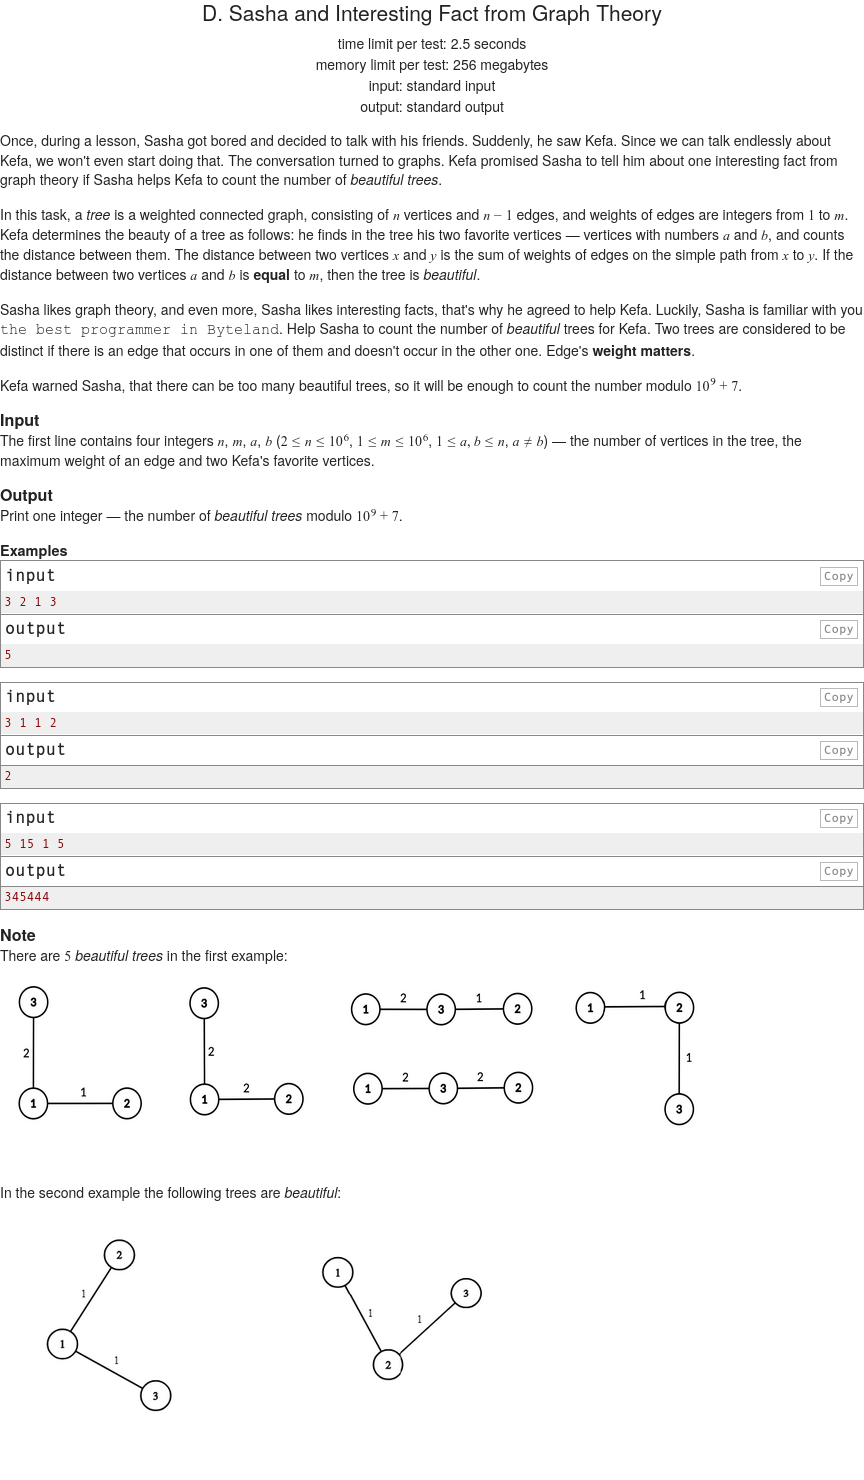 D. Sasha and Interesting Fact from Graph Theory
time limit per test: 2.5 seconds
memory limit per test: 256 megabytes
input: standard input
output: standard output
Once, during a lesson, Sasha got bored and decided to talk with his friends. Suddenly, he saw Kefa. Since we can talk endlessly about
Kefa, we won't even start doing that. The conversation turned to graphs. Kefa promised Sasha to tell him about one interesting fact from
graph theory if Sasha helps Kefa to count the number of beautiful trees.
In this task, a tree is a weighted connected graph, consisting of n vertices and n − 1 edges, and weights of edges are integers from 1 to m.
Kefa determines the beauty of a tree as follows: he finds in the tree his two favorite vertices — vertices with numbers a and b, and counts
the distance between them. The distance between two vertices x and y is the sum of weights of edges on the simple path from x to y. If the
distance between two vertices a and b is equal to m, then the tree is beautiful.
Sasha likes graph theory, and even more, Sasha likes interesting facts, that's why he agreed to help Kefa. Luckily, Sasha is familiar with you
the best programmer in Byteland. Help Sasha to count the number of beautiful trees for Kefa. Two trees are considered to be
distinct if there is an edge that occurs in one of them and doesn't occur in the other one. Edge's weight matters.
Kefa warned Sasha, that there can be too many beautiful trees, so it will be enough to count the number modulo 10⁹ + 7.
Input
The first line contains four integers n, m, a, b (2 ≤ n ≤ 10⁶, 1 ≤ m ≤ 10⁶, 1 ≤ a, b ≤ n, a ≠ b) — the number of vertices in the tree, the
maximum weight of an edge and two Kefa's favorite vertices.
Output
Print one integer — the number of beautiful trees modulo 10⁹ + 7.
Examples
input Copy
3 2 1 3
output Copy
5
input Copy
3 1 1 2
output Copy
2
input Copy
5 15 1 5
output Copy
345444
Note
There are 5 beautiful trees in the first example:
3 2 1 1 2
3 2 1 2 2
1 2 3 1 2
1 2 3 2 2
1 1 2 1 3
In the second example the following trees are beautiful:
2 1 1 1 3
1 1 2 1 3